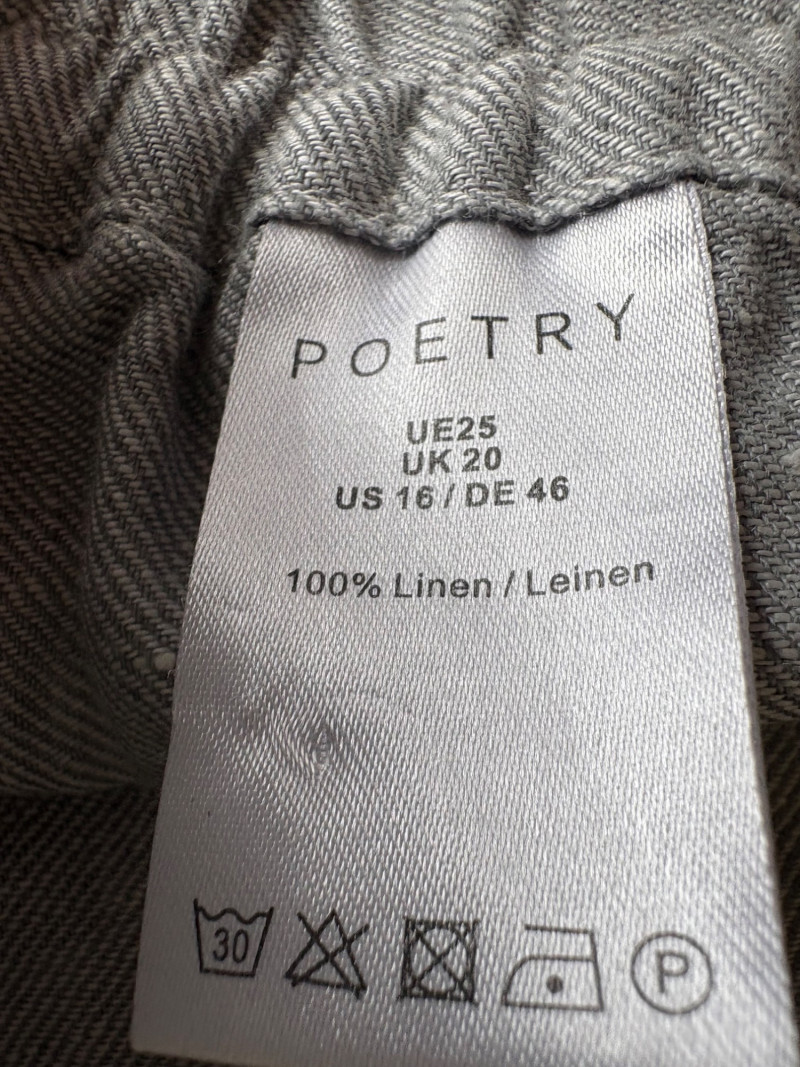 POETRY
UE25
UK 20
US 16 / DE 46
100% Linen / Leinen
30 P